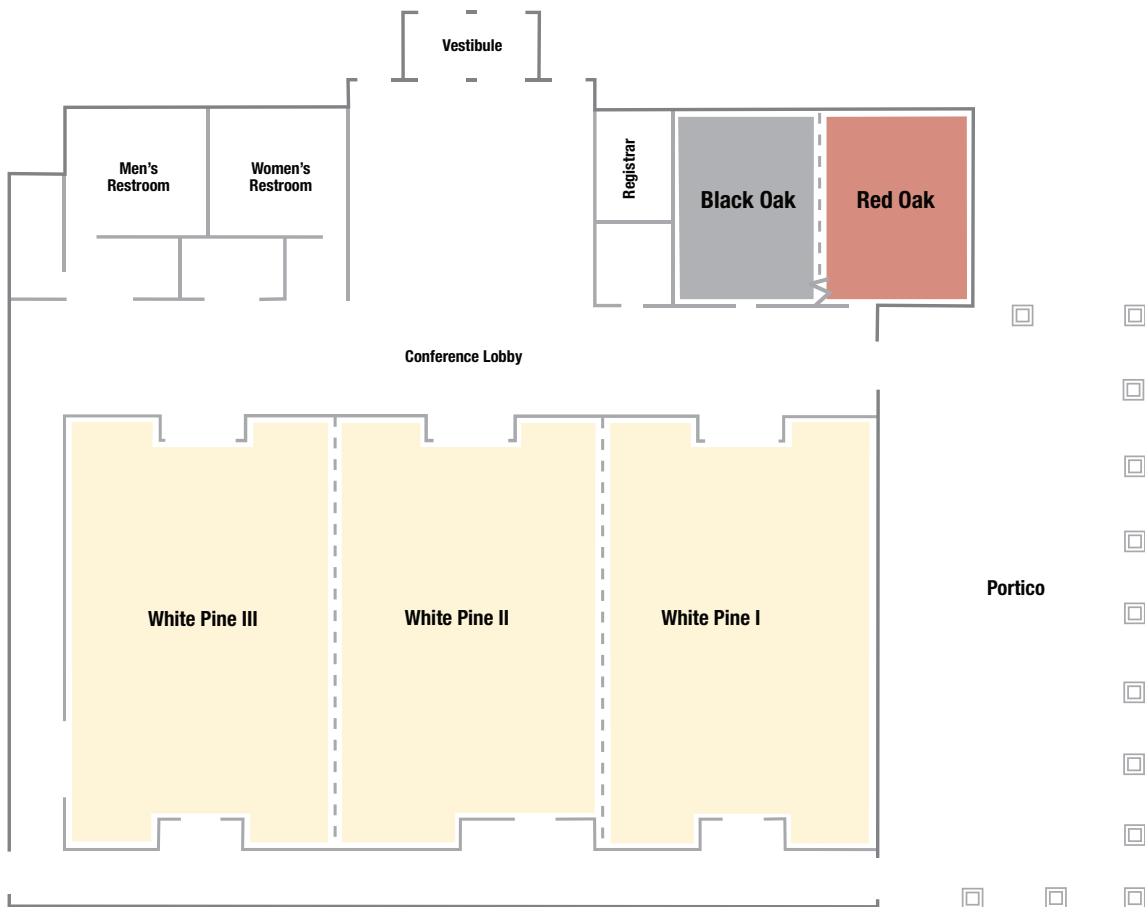 Vestibule
Men's
Restroom
Women's
Restroom
Registrar
Black Oak
Red Oak
Conference Lobby
White Pine III
White Pine II
White Pine I
Portico